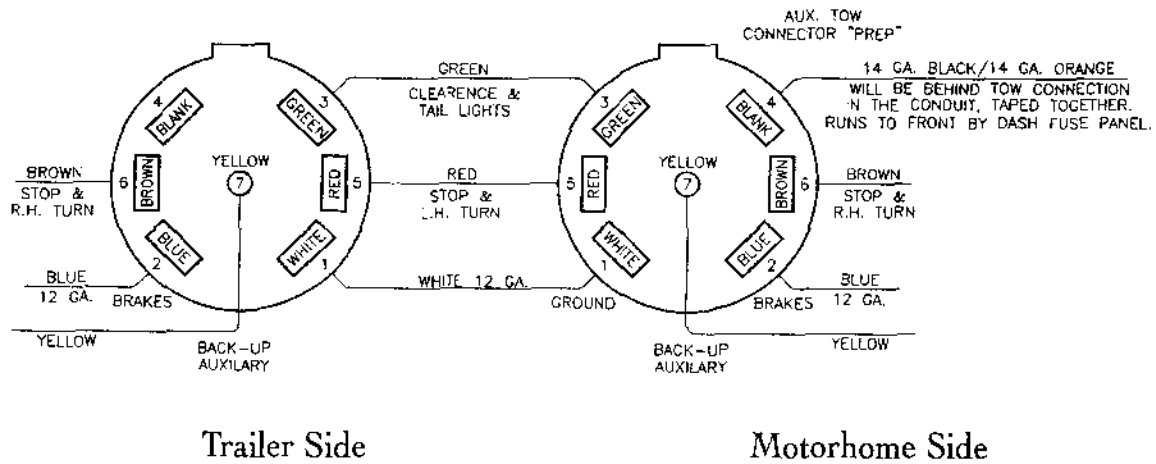 AUX. TOW
CONNECTOR "PREP"
GREEN
CLEARENCE &
TAIL LIGHTS
14 GA. BLACK/14 GA. ORANGE
WILL BE BEHIND TOW CONNECTION
IN THE CONDUIT, TAPED TOGETHER.
RUNS TO FRONT BY DASH FUSE PANEL.
4
BLANK
3
GREEN
3
GREEN
4
BLANK
BROWN
STOP &
R.H. TURN
6
BROWN
YELLOW
7
RED
5
RED
STOP &
L.H. TURN
5
RED
YELLOW
7
BROWN
6
BROWN
STOP &
R.H. TURN
BLUE
2
WHITE
1
WHITE
1
BLUE
2
BLUE
12 GA.
BRAKES
WHITE 12 GA.
GROUND
BRAKES
BLUE
12 GA.
YELLOW
BACK-UP
AUXILARY
BACK-UP
AUXILARY
YELLOW
Trailer Side
Motorhome Side